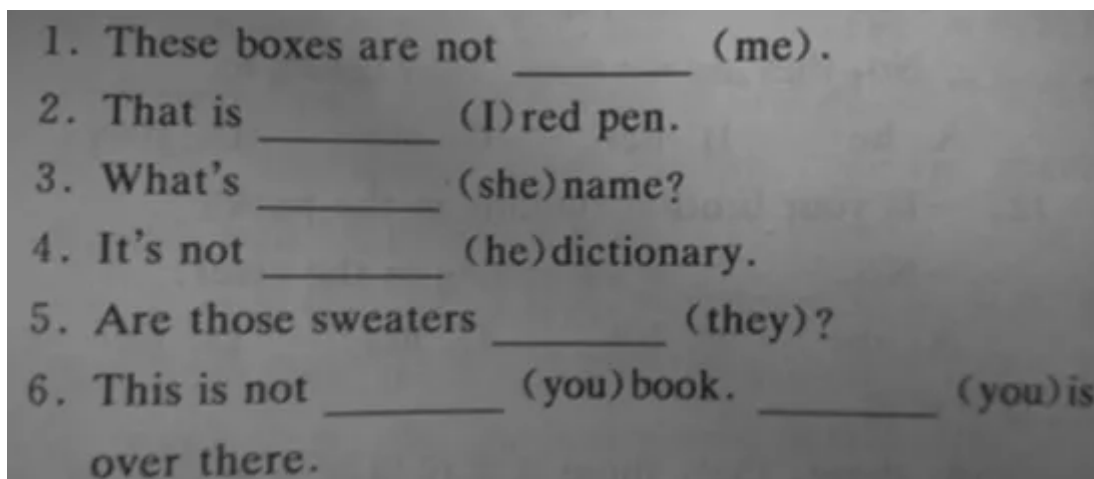 1. These boxes are not ________ (me).
2. That is ________ (I)red pen.
3. What's ________ (she)name?
4. It's not ________ (he)dictionary.
5. Are those sweaters ________ (they)?
6. This is not ________ (you)book. ________ (you)is
over there.